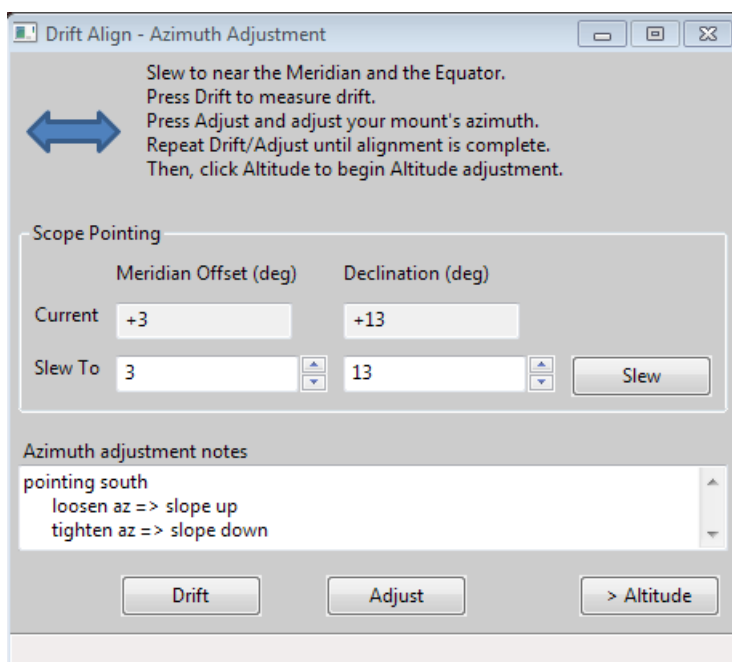 Drift Align - Azimuth Adjustment
Slew to near the Meridian and the Equator.
Press Drift to measure drift.
Press Adjust and adjust your mount's azimuth.
Repeat Drift/Adjust until alignment is complete.
Then, click Altitude to begin Altitude adjustment.
Scope Pointing
Meridian Offset (deg) Declination (deg)
Current +3 +13
Slew To 3 13 Slew
Azimuth adjustment notes
pointing south
loosen az => slope up
tighten az => slope down
Drift Adjust > Altitude